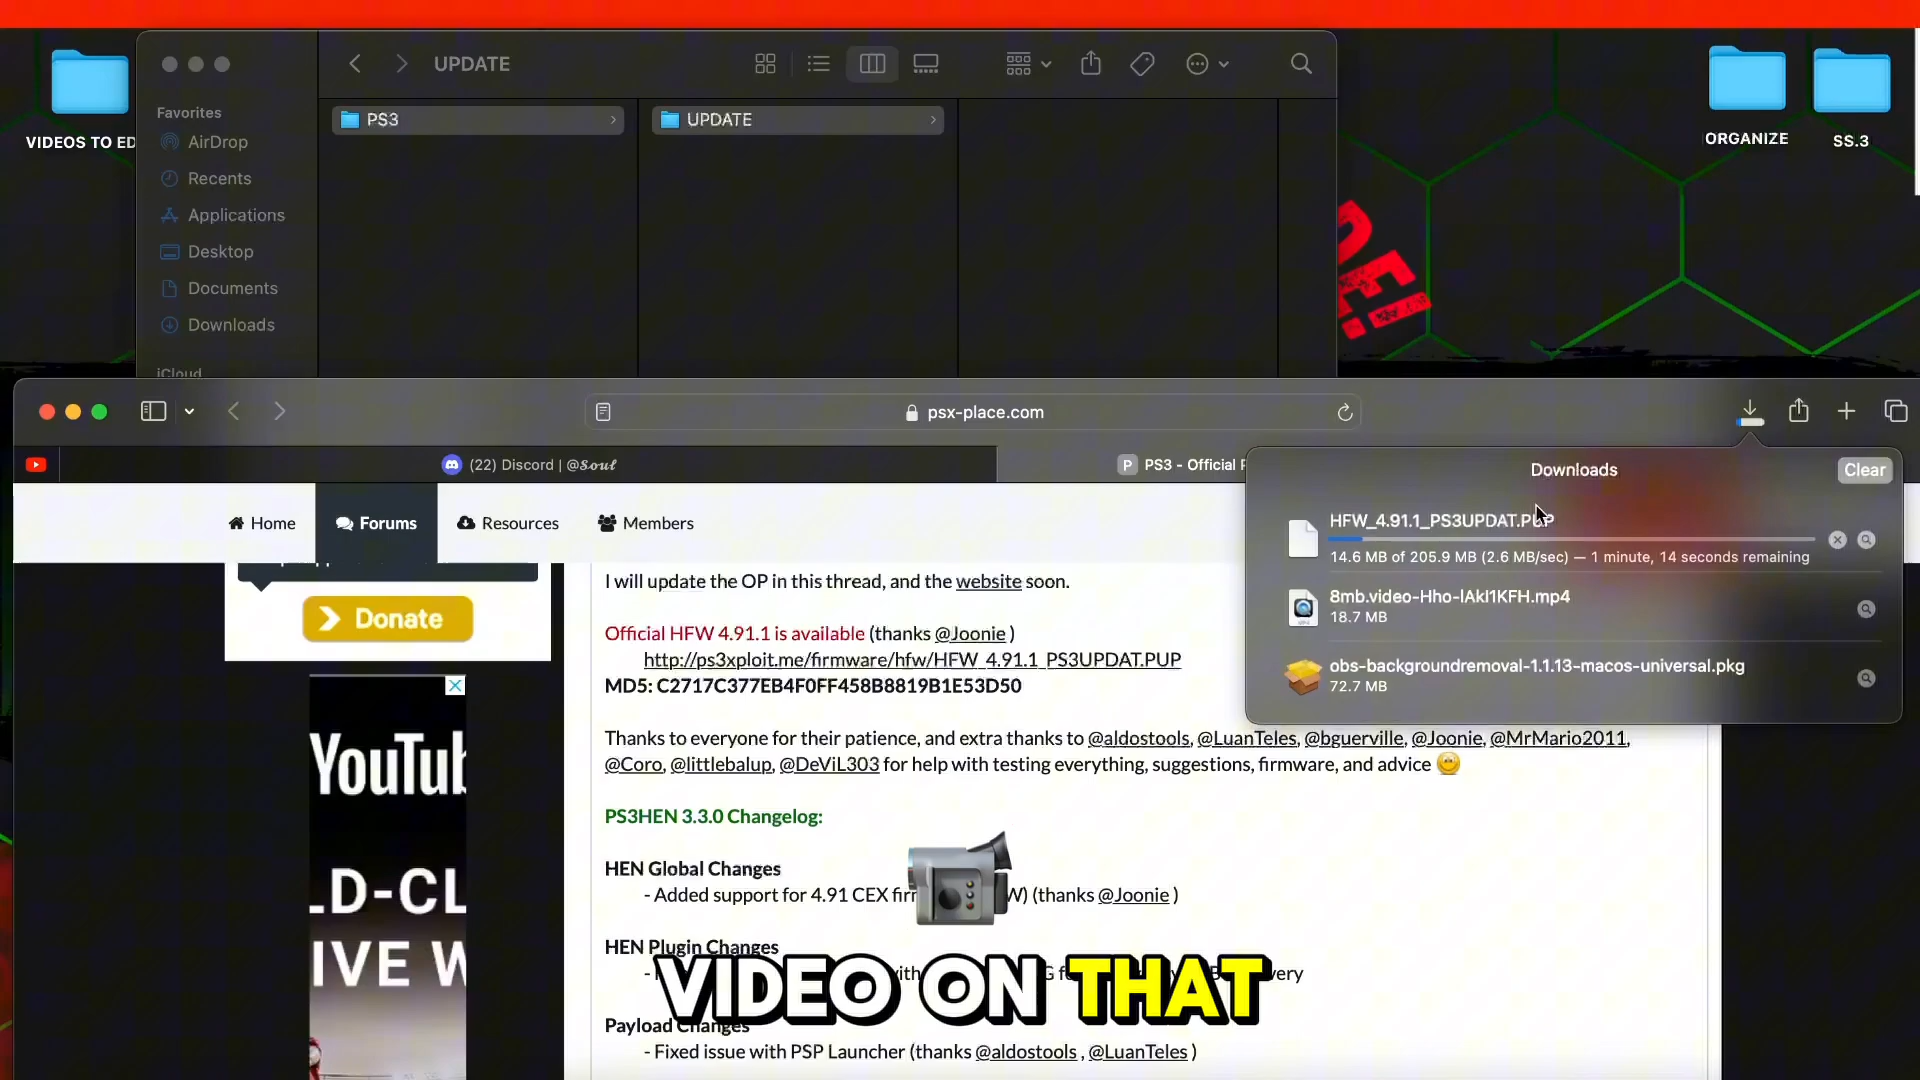 UPDATE
PS3
UPDATE
VIDEOS TO ED
Favorites
AirDrop
Recents
Applications
Desktop
Documents
Downloads
iCloud
ORGANIZE
SS.3
DE!
psx-place.com
(22) Discord | @𝓢𝓸𝓾𝓵
P
PS3 - Official P
Downloads
Clear
HFW_4.91.1_PS3UPDAT.PUP
14.6 MB of 205.9 MB (2.6 MB/sec) — 1 minute, 14 seconds remaining
8mb.video-Hho-IAkI1KFH.mp4
18.7 MB
obs-backgroundremoval-1.1.13-macos-universal.pkg
72.7 MB
Home
Forums
Resources
Members
Donate
YouTub
LD-CL
IVE W
I will update the OP in this thread, and the website soon.
Official HFW 4.91.1 is available (thanks @Joonie )
http://ps3xploit.me/firmware/hfw/HFW_4.91.1_PS3UPDAT.PUP
MD5: C2717C377EB4F0FF458B8819B1E53D50
Thanks to everyone for their patience, and extra thanks to @aldostools, @LuanTeles, @bguerville, @Joonie, @MrMario2011,
@Coro, @littlebalup, @DeViL303 for help with testing everything, suggestions, firmware, and advice
PS3HEN 3.3.0 Changelog:
HEN Global Changes
- Added support for 4.91 CEX fir W) (thanks @Joonie )
HEN Plugin Changes
VIDEO ON THAT
Payload Changes
- Fixed issue with PSP Launcher (thanks @aldostools , @LuanTeles )